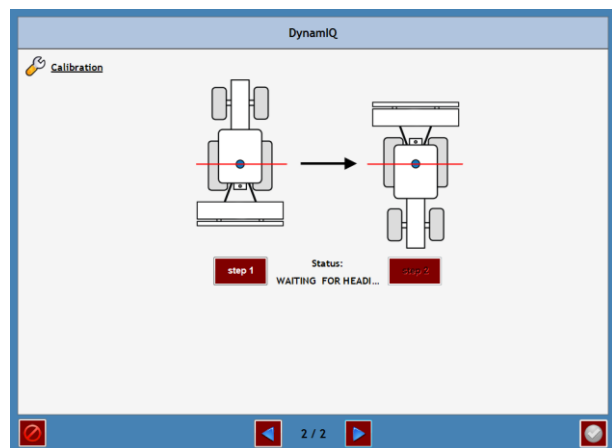 DynamIQ
Calibration
Status:
step 1
WAITING FOR HEADI...
step 2
2 / 2